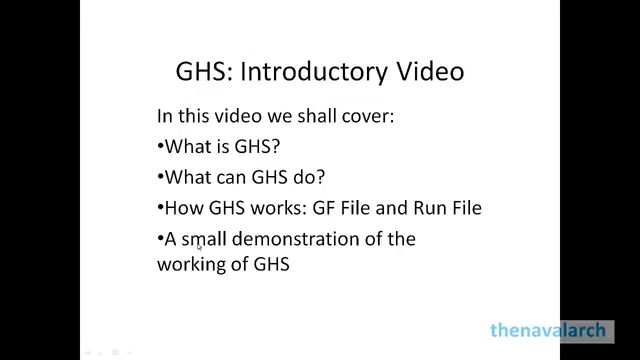 GHS: Introductory Video
In this video we shall cover:
•What is GHS?
•What can GHS do?
•How GHS works: GF File and Run File
•A small demonstration of the
working of GHS
thenavalarch